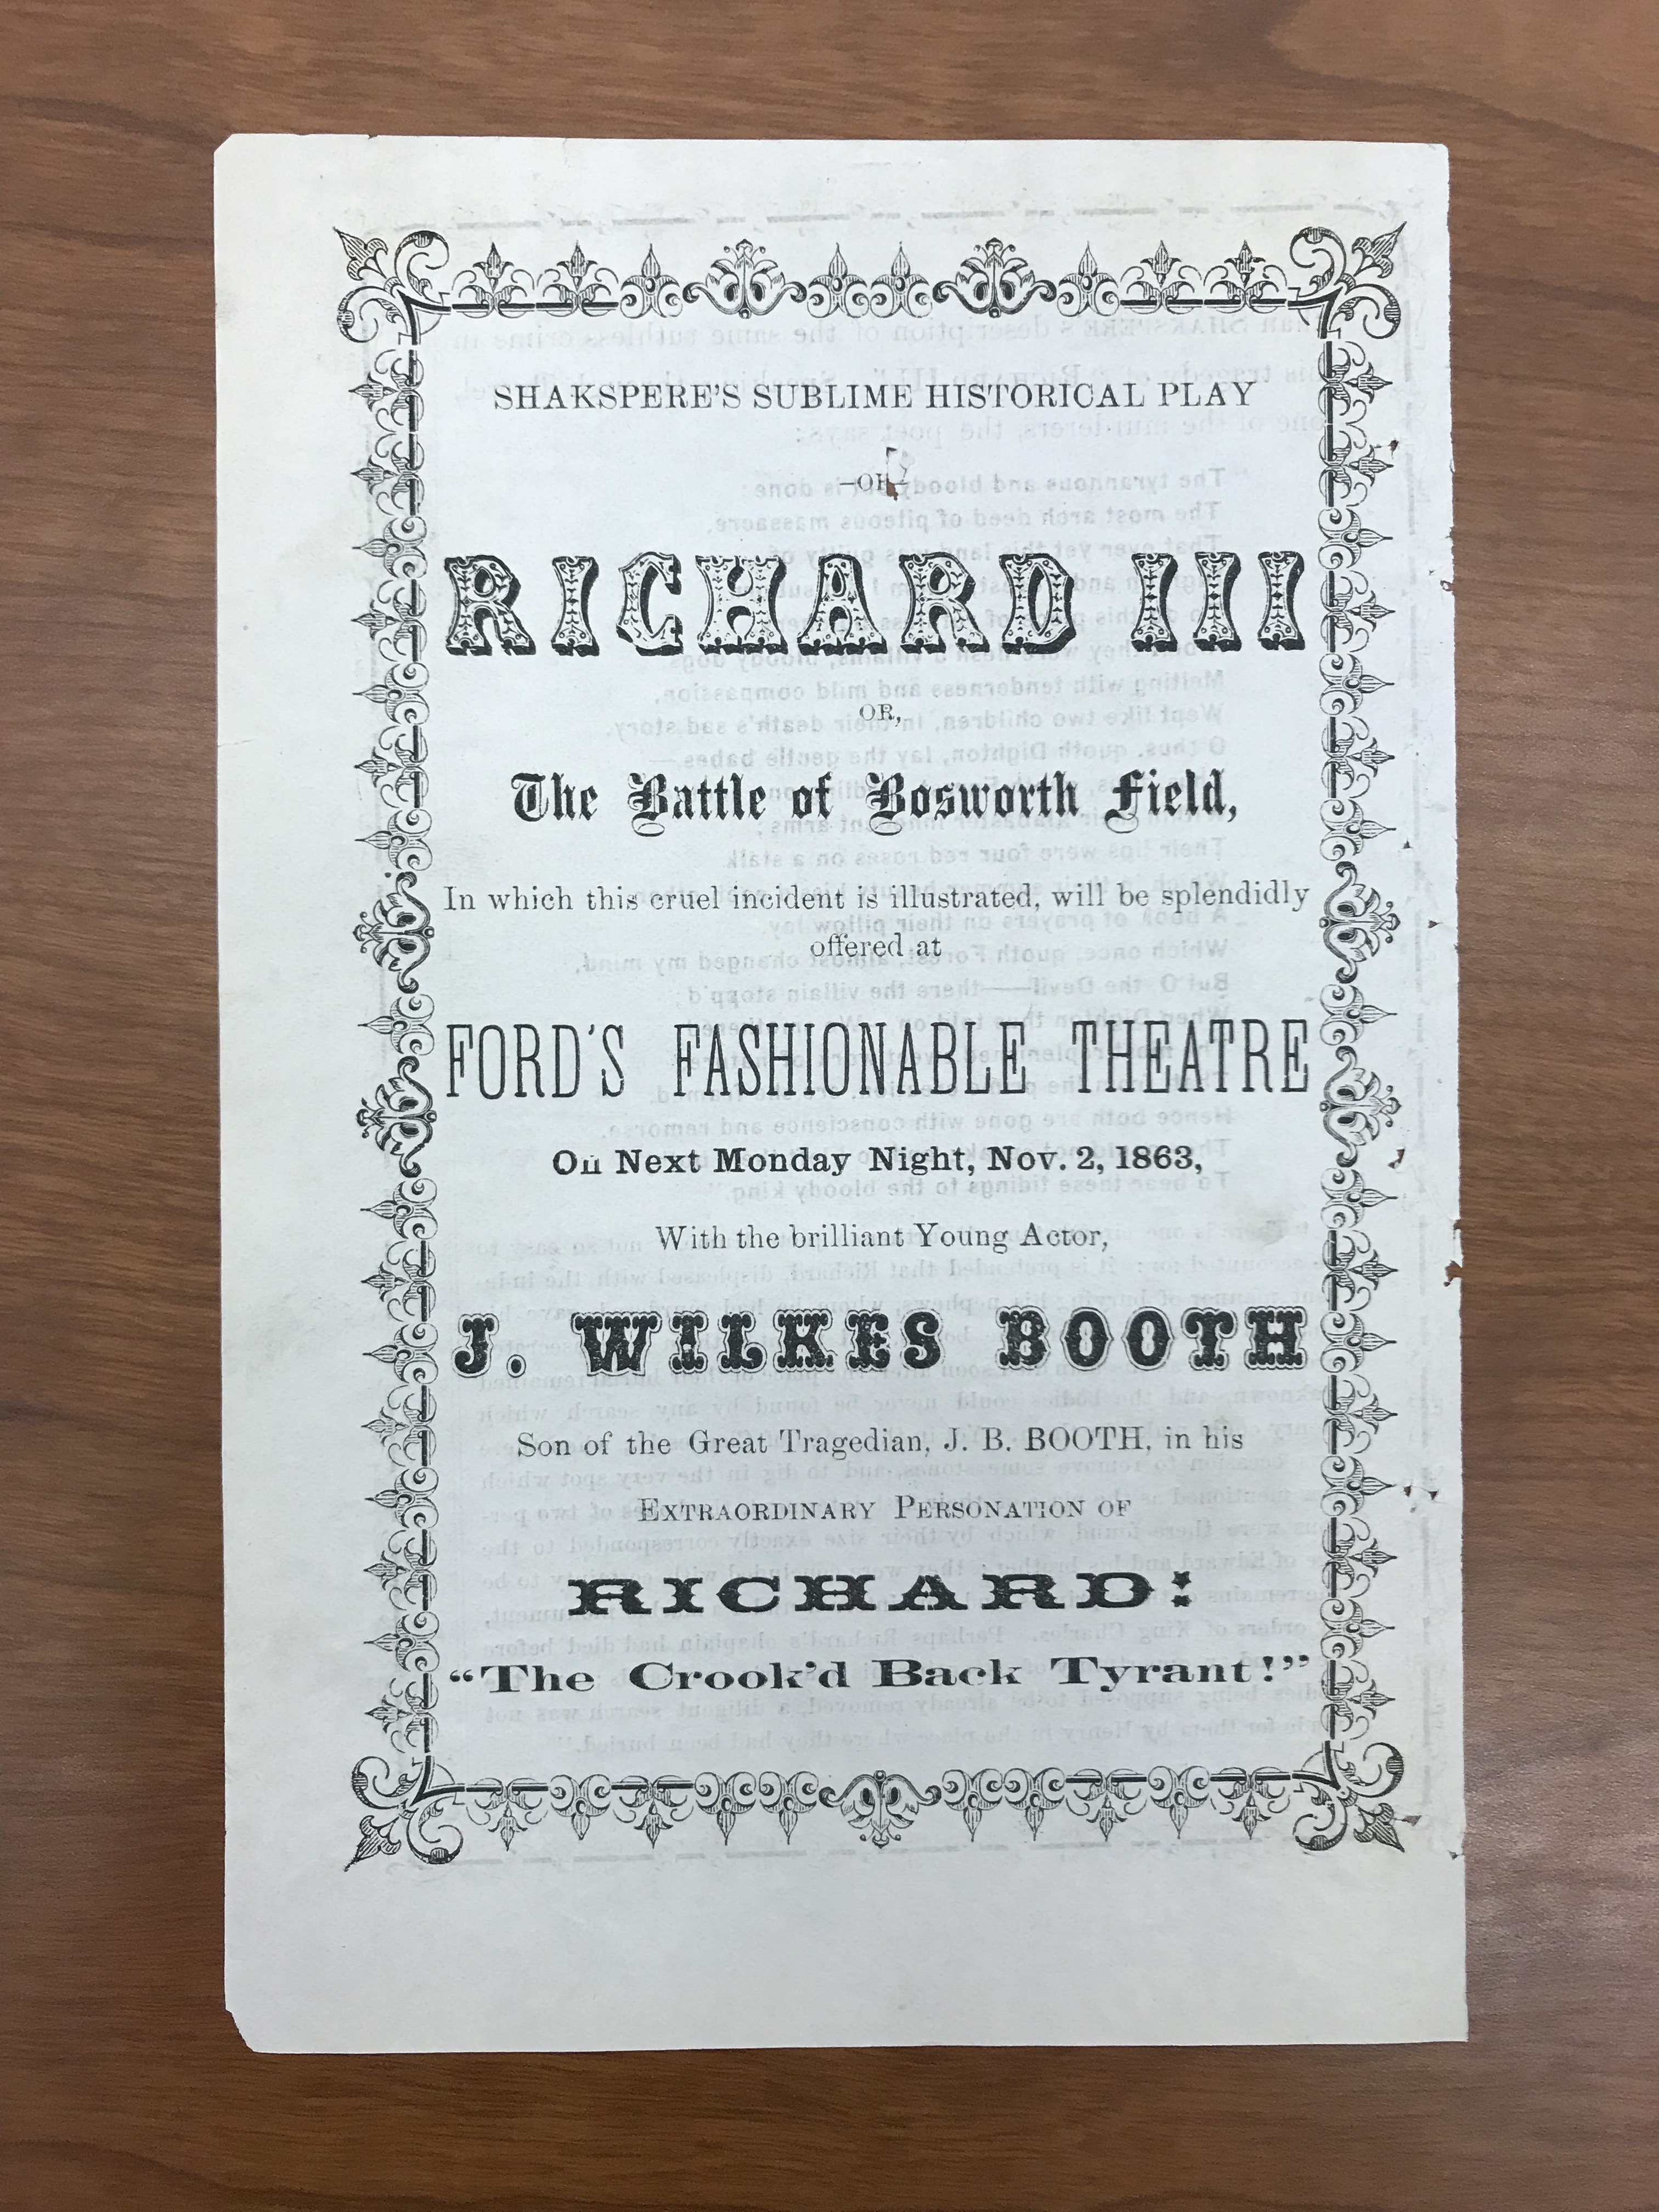 SHAKSPERE'S SUBLIME HISTORICAL PLAY
RICHARD III
OR,
The Battle of Bosworth Field,
In which this cruel incident is illustrated, will be splendidly
offered at
FORD'S FASHIONABLE THEATRE
On Next Monday Night, Nov. 2, 1863,
With the brilliant Young Actor,
J. WILKES BOOTH
Son of the Great Tragedian, J. B. BOOTH, in his
EXTRAORDINARY PERSONATION OF
RICHARD:
"The Crook'd Back Tyrant!"